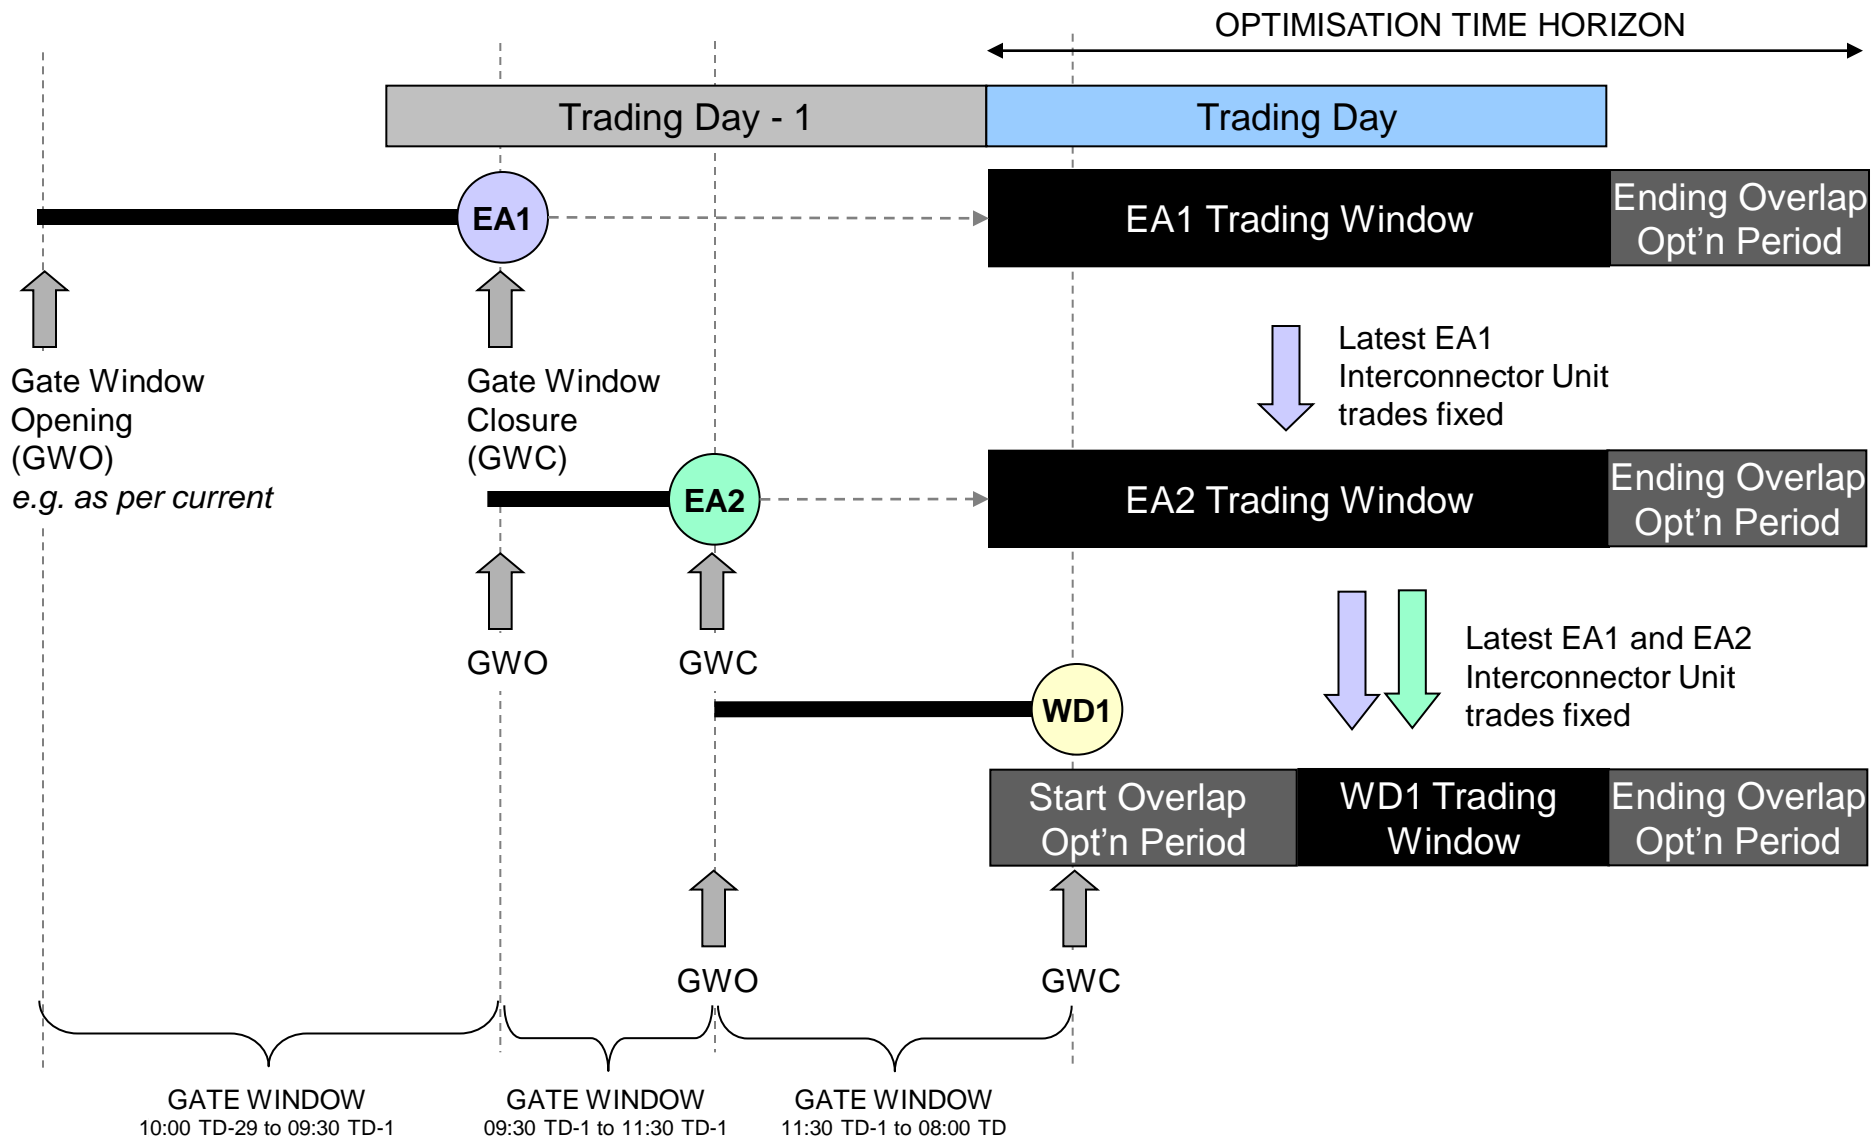 OPTIMISATION TIME HORIZON
Trading Day - 1
Trading Day
EA1
EA1 Trading Window
Ending Overlap
Opt'n Period
Gate Window
Opening
(GWO)
e.g. as per current
Gate Window
Closure
(GWC)
Latest EA1
Interconnector Unit
trades fixed
EA2
EA2 Trading Window
Ending Overlap
Opt'n Period
GWO
GWC
Latest EA1 and EA2
Interconnector Unit
trades fixed
WD1
Start Overlap
Opt'n Period
WD1 Trading
Window
Ending Overlap
Opt'n Period
GWO
GWC
GATE WINDOW
10:00 TD-29 to 09:30 TD-1
GATE WINDOW
09:30 TD-1 to 11:30 TD-1
GATE WINDOW
11:30 TD-1 to 08:00 TD